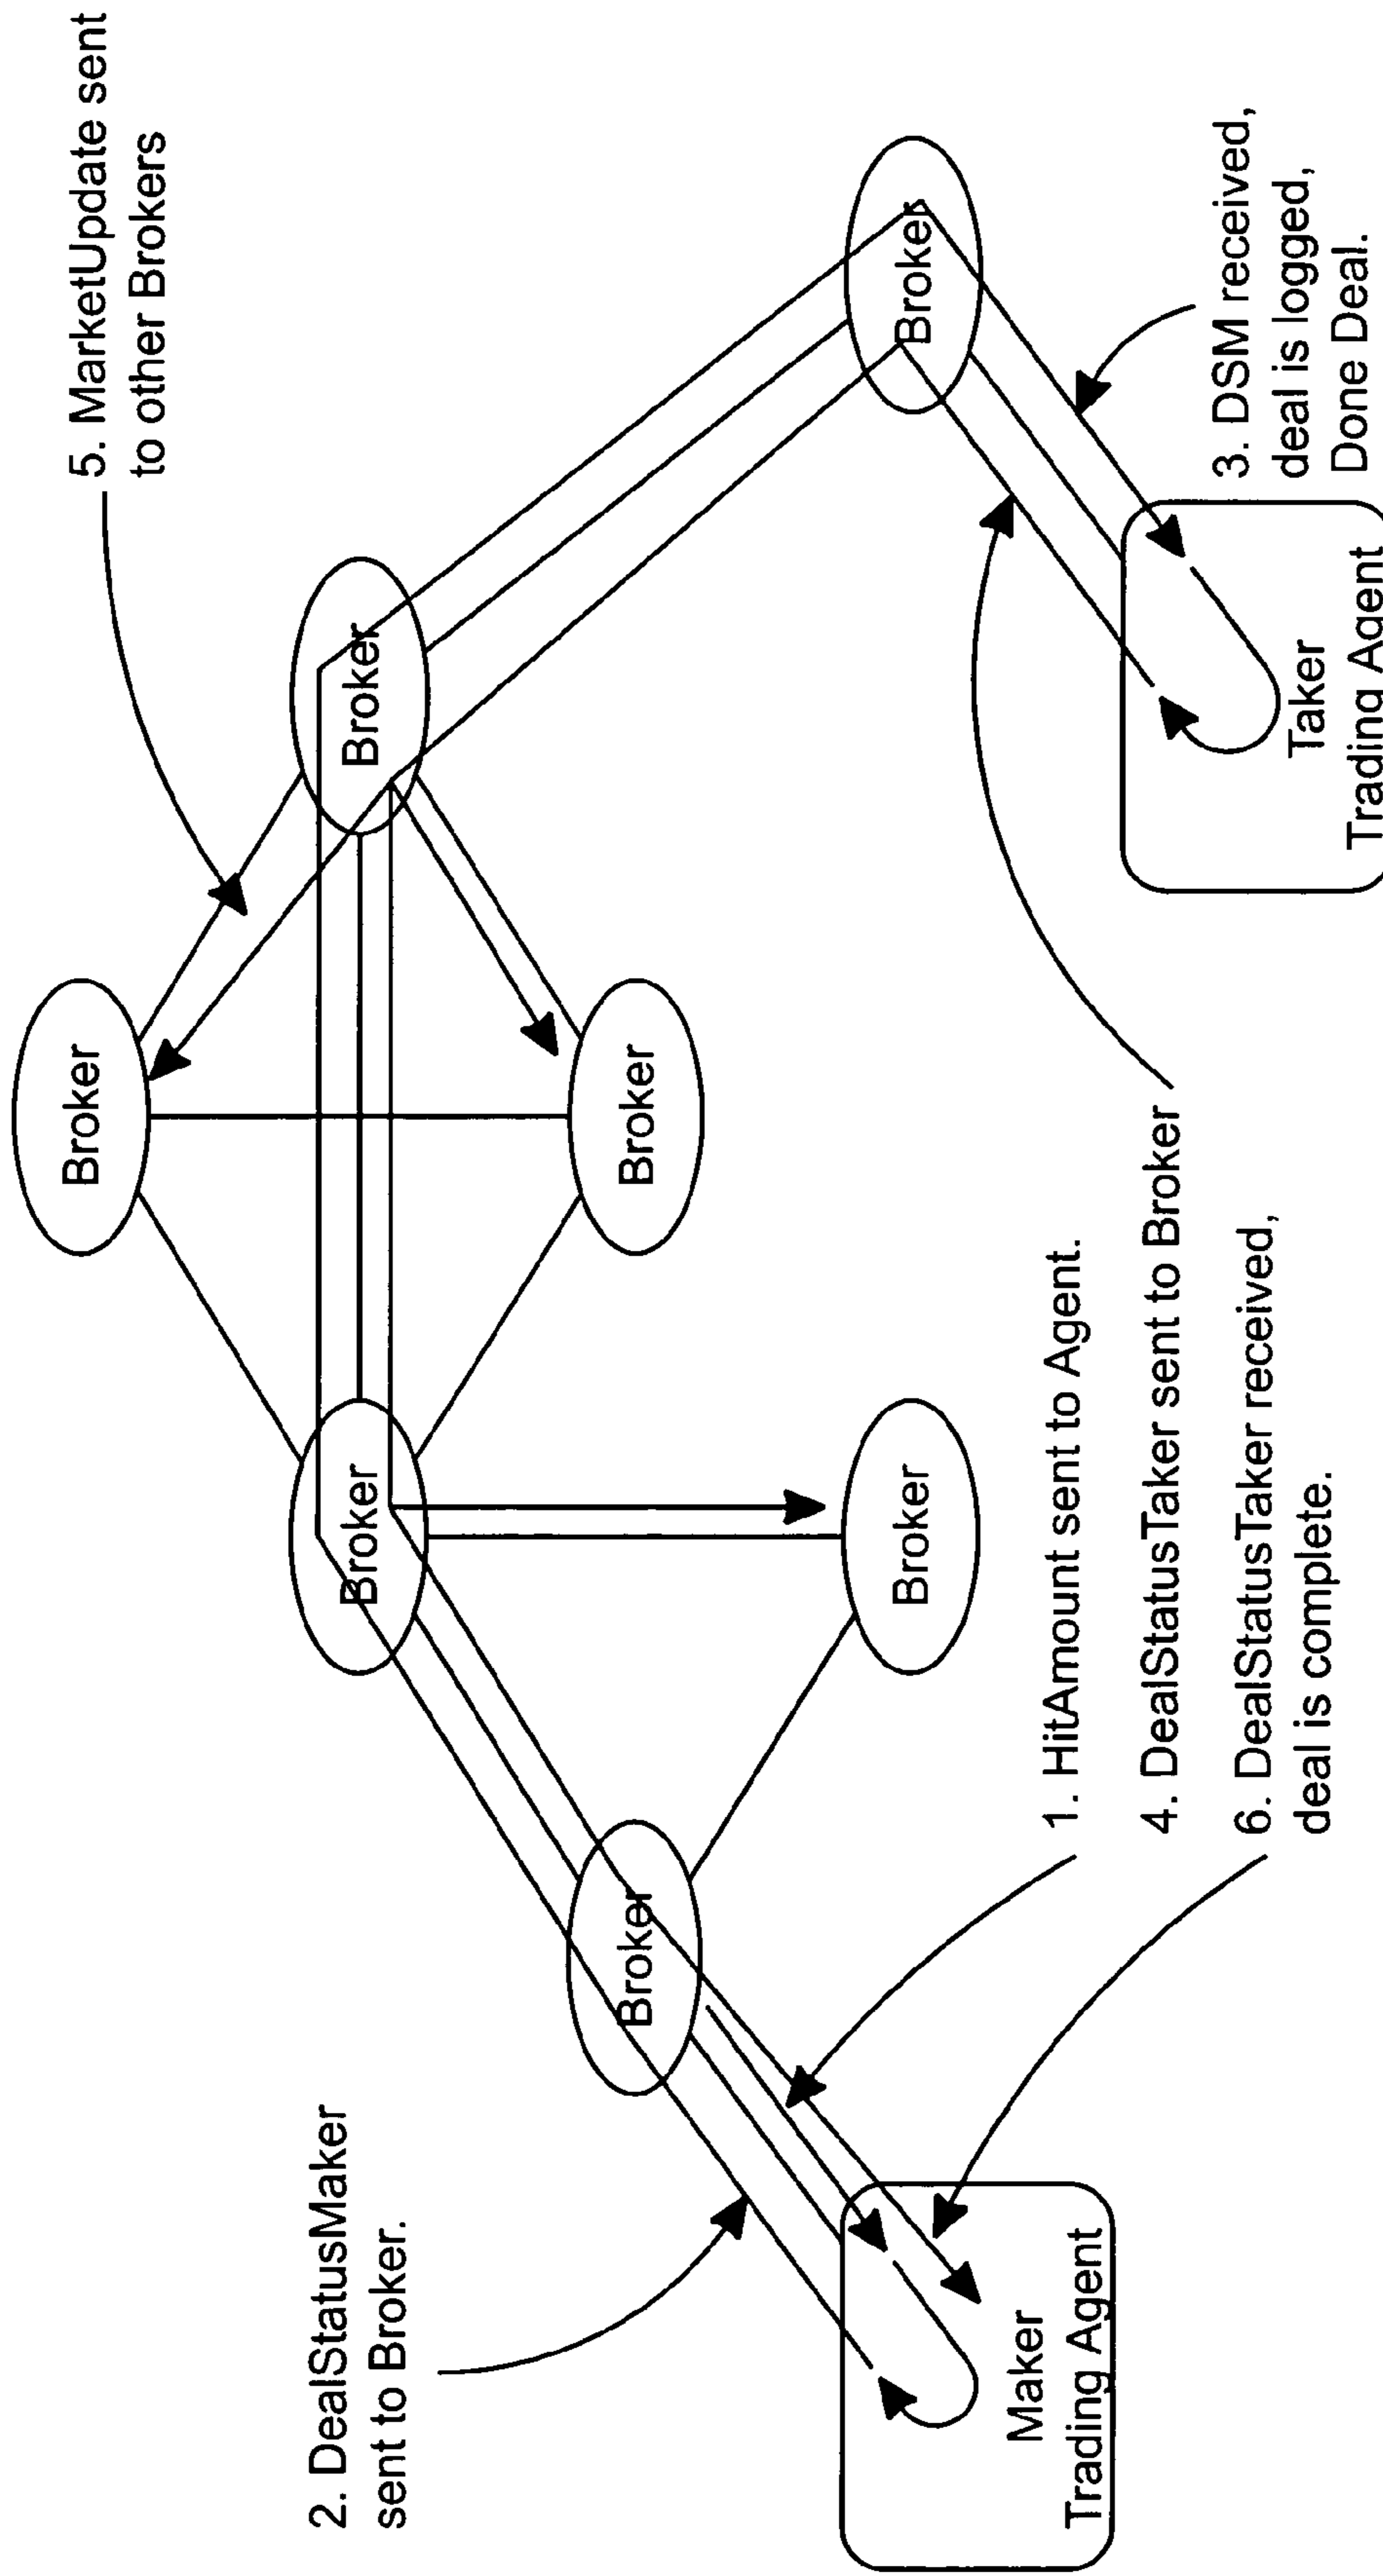 5. MarketUpdate sent
to other Brokers
2. DealStatusMaker
sent to Broker.
Broker
Broker
Broker
Broker
Broker
Broker
Broker
1. HitAmount sent to Agent.
4. DealStatusTaker sent to Broker
6. DealStatusTaker received,
deal is complete.
3. DSM received,
deal is logged,
Done Deal.
Maker
Trading Agent
Taker
Trading Agent